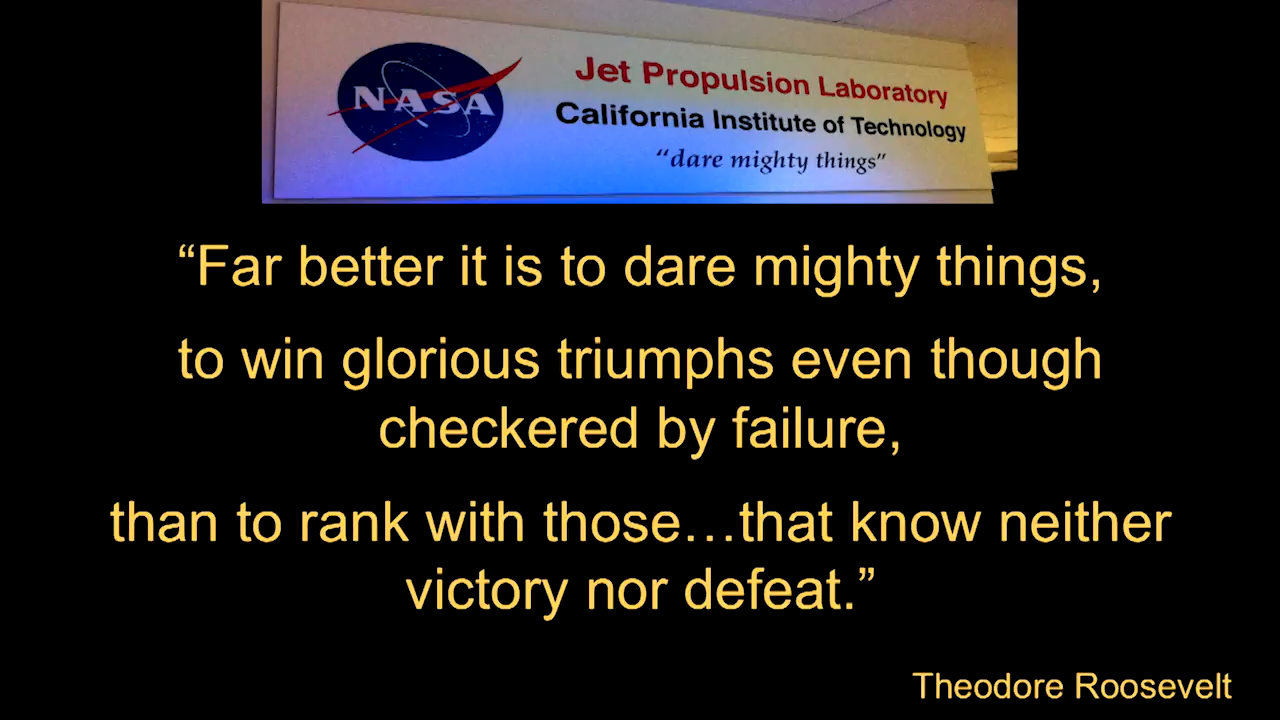 NASA
Jet Propulsion Laboratory
California Institute of Technology
“dare mighty things”
“Far better it is to dare mighty things,
to win glorious triumphs even though
checkered by failure,
than to rank with those…that know neither
victory nor defeat.”
Theodore Roosevelt